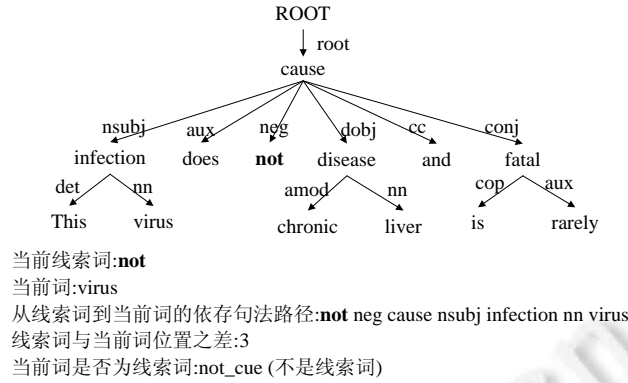 ROOT
root
cause
nsubj aux neg dobj cc conj
infection does not disease and fatal
det nn amod nn cop aux
This virus chronic liver is rarely
当前线索词:not
当前词:virus
从线索词到当前词的依存句法路径:not neg cause nsubj infection nn virus
线索词与当前词位置之差:3
当前词是否为线索词:not_cue (不是线索词)